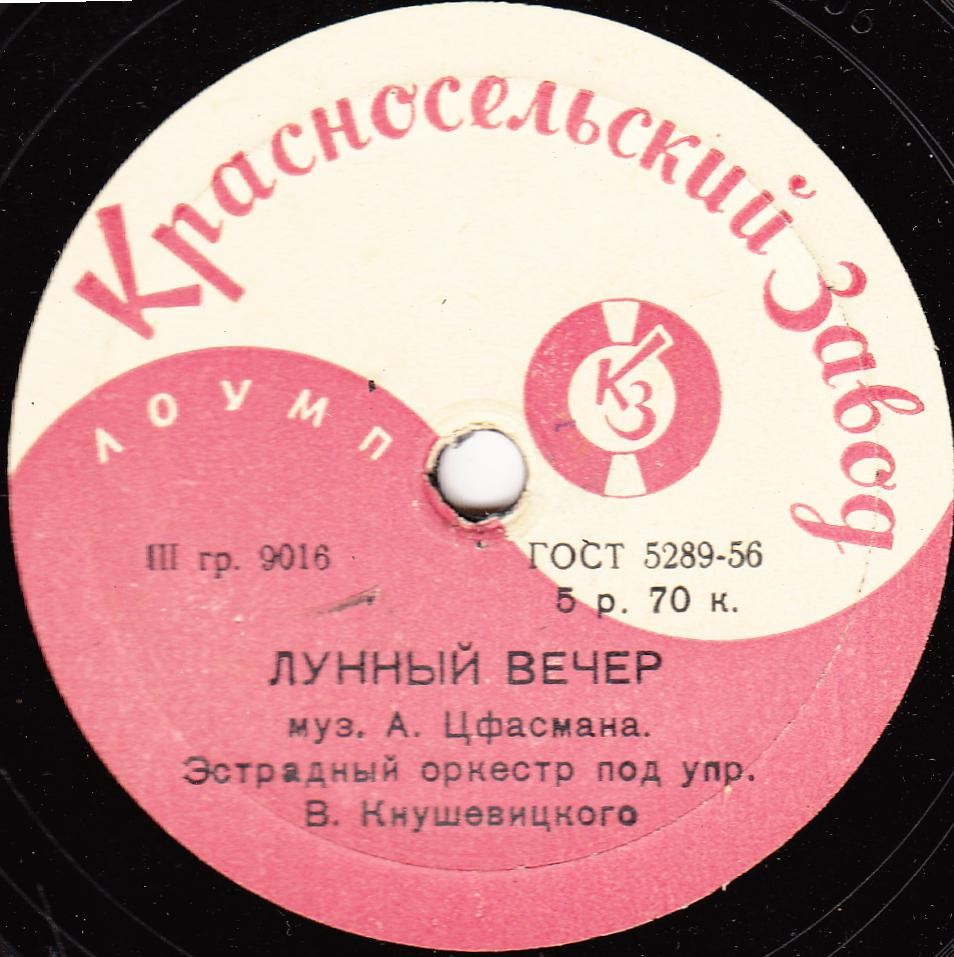 Красносельский Завод
ЛОУМП
КЗ
III гр. 9016
ГОСТ 5289-56
5 р. 70 к.
ЛУННЫЙ ВЕЧЕР
муз. А. Цфасмана.
Эстрадный оркестр под упр.
В. Кнушевицкого